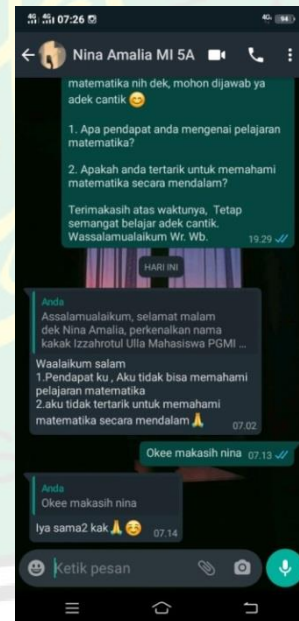 07:26
94
Nina Amalia MI 5A
matematika nih dek, mohon dijawab ya
adek cantik 😊
1. Apa pendapat anda mengenai pelajaran
matematika?
2. Apakah anda tertarik untuk memahami
matematika secara mendalam?
Terimakasih atas waktunya, Tetap
semangat belajar adek cantik.
Wassalamualaikum Wr. Wb.
19.29
HARI INI
Anda
Assalamualaikum, selamat malam
dek Nina Amalia, perkenalkan nama
kakak Izzahrotul Ulla Mahasiswa PGMI ...
Waalaikum salam
1.Pendapat ku , Aku tidak bisa memahami
pelajaran matematika
2.aku tidak tertarik untuk memahami
matematika secara mendalam 🙏
07.02
Okee makasih nina 07.13
Anda
Okee makasih nina
Iya sama2 kak 🙏☺️ 07.14
Ketik pesan